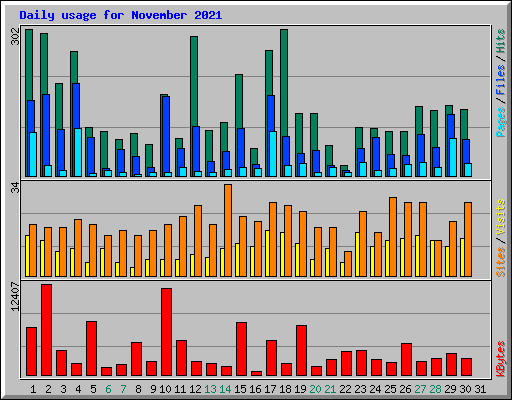 Daily usage for November 2021
302
Pages / Files / Hits
34
Sites / Visits
12407
KBytes
1 2 3 4 5 6 7 8 9 10 11 12 13 14 15 16 17 18 19 20 21 22 23 24 25 26 27 28 29 30 31